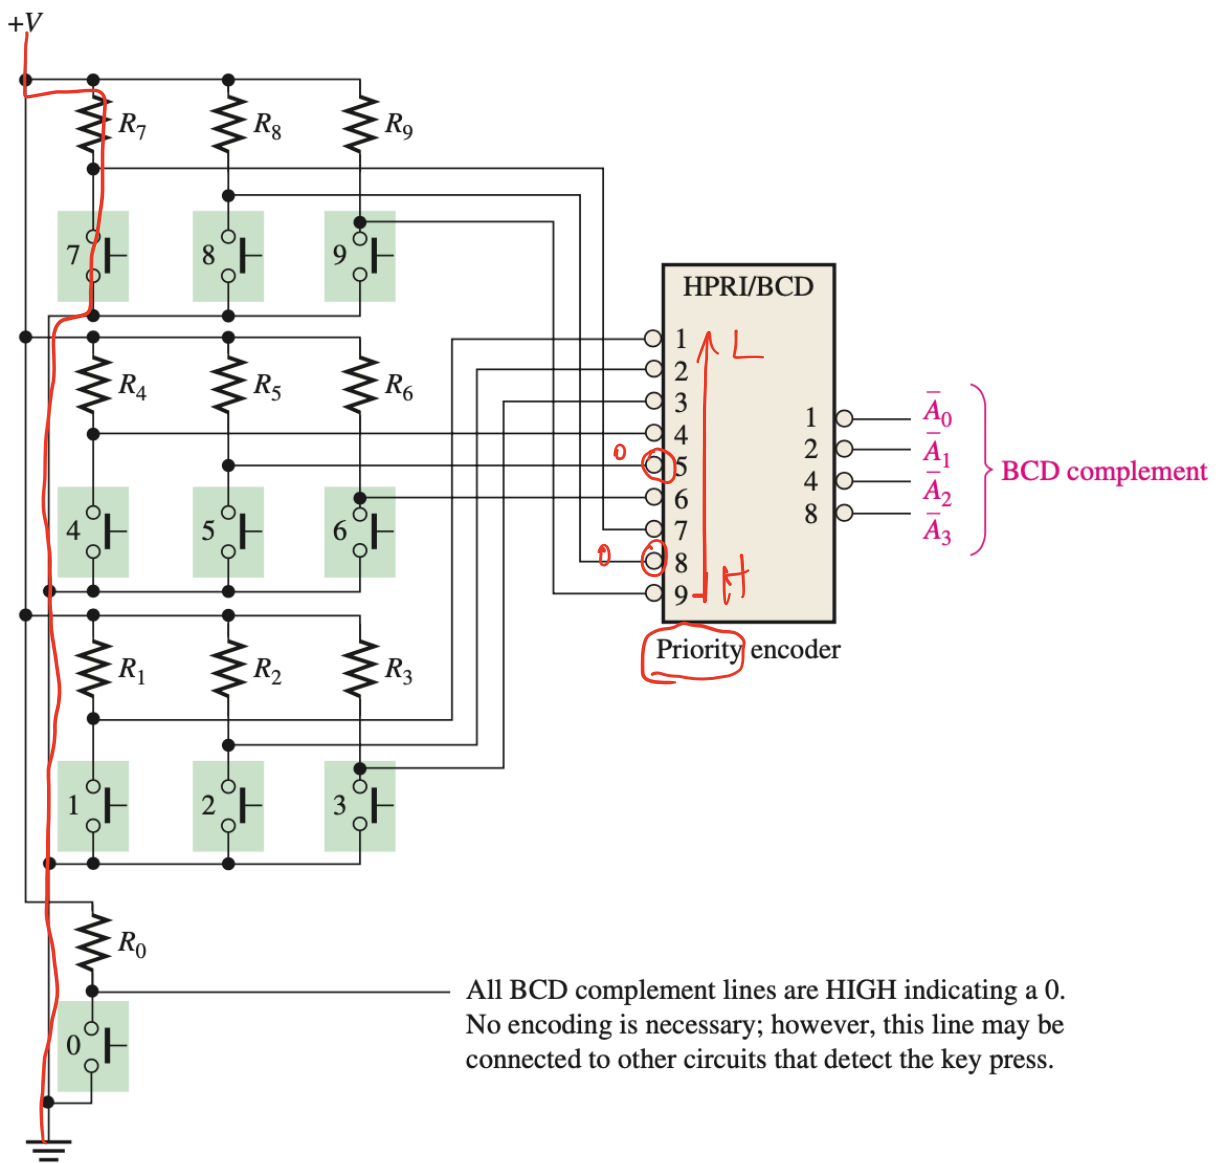 +V
R7 R8 R9
7 8 9
HPRI/BCD
R4 R5 R6
4 5 6
1
2
3
4
5
6
7
8
9
L
H
0
0
1
2
4
8
A̅0
A̅1
A̅2
A̅3
BCD complement
Priority encoder
R1 R2 R3
1 2 3
R0
0
All BCD complement lines are HIGH indicating a 0.
No encoding is necessary; however, this line may be
connected to other circuits that detect the key press.